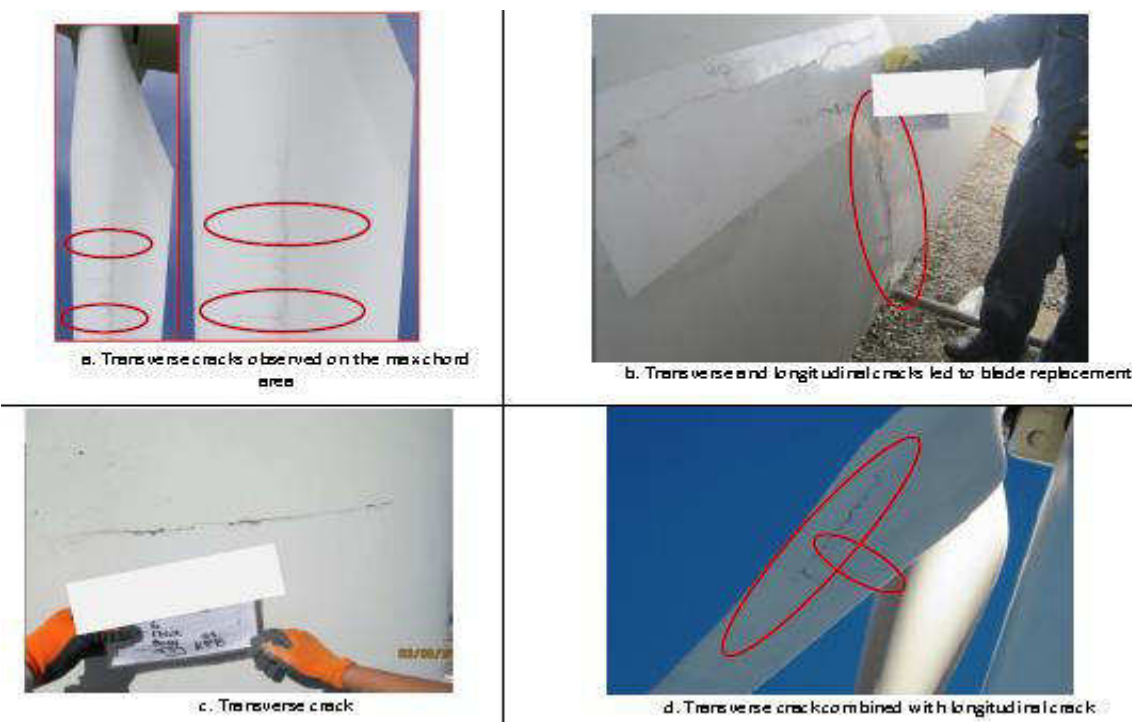 a. Transverse cracks observed on the max chord
area
b. Transverse and longitudinal cracks led to blade replacement
c. Transverse crack
d. Transverse crack combined with longitudinal crack